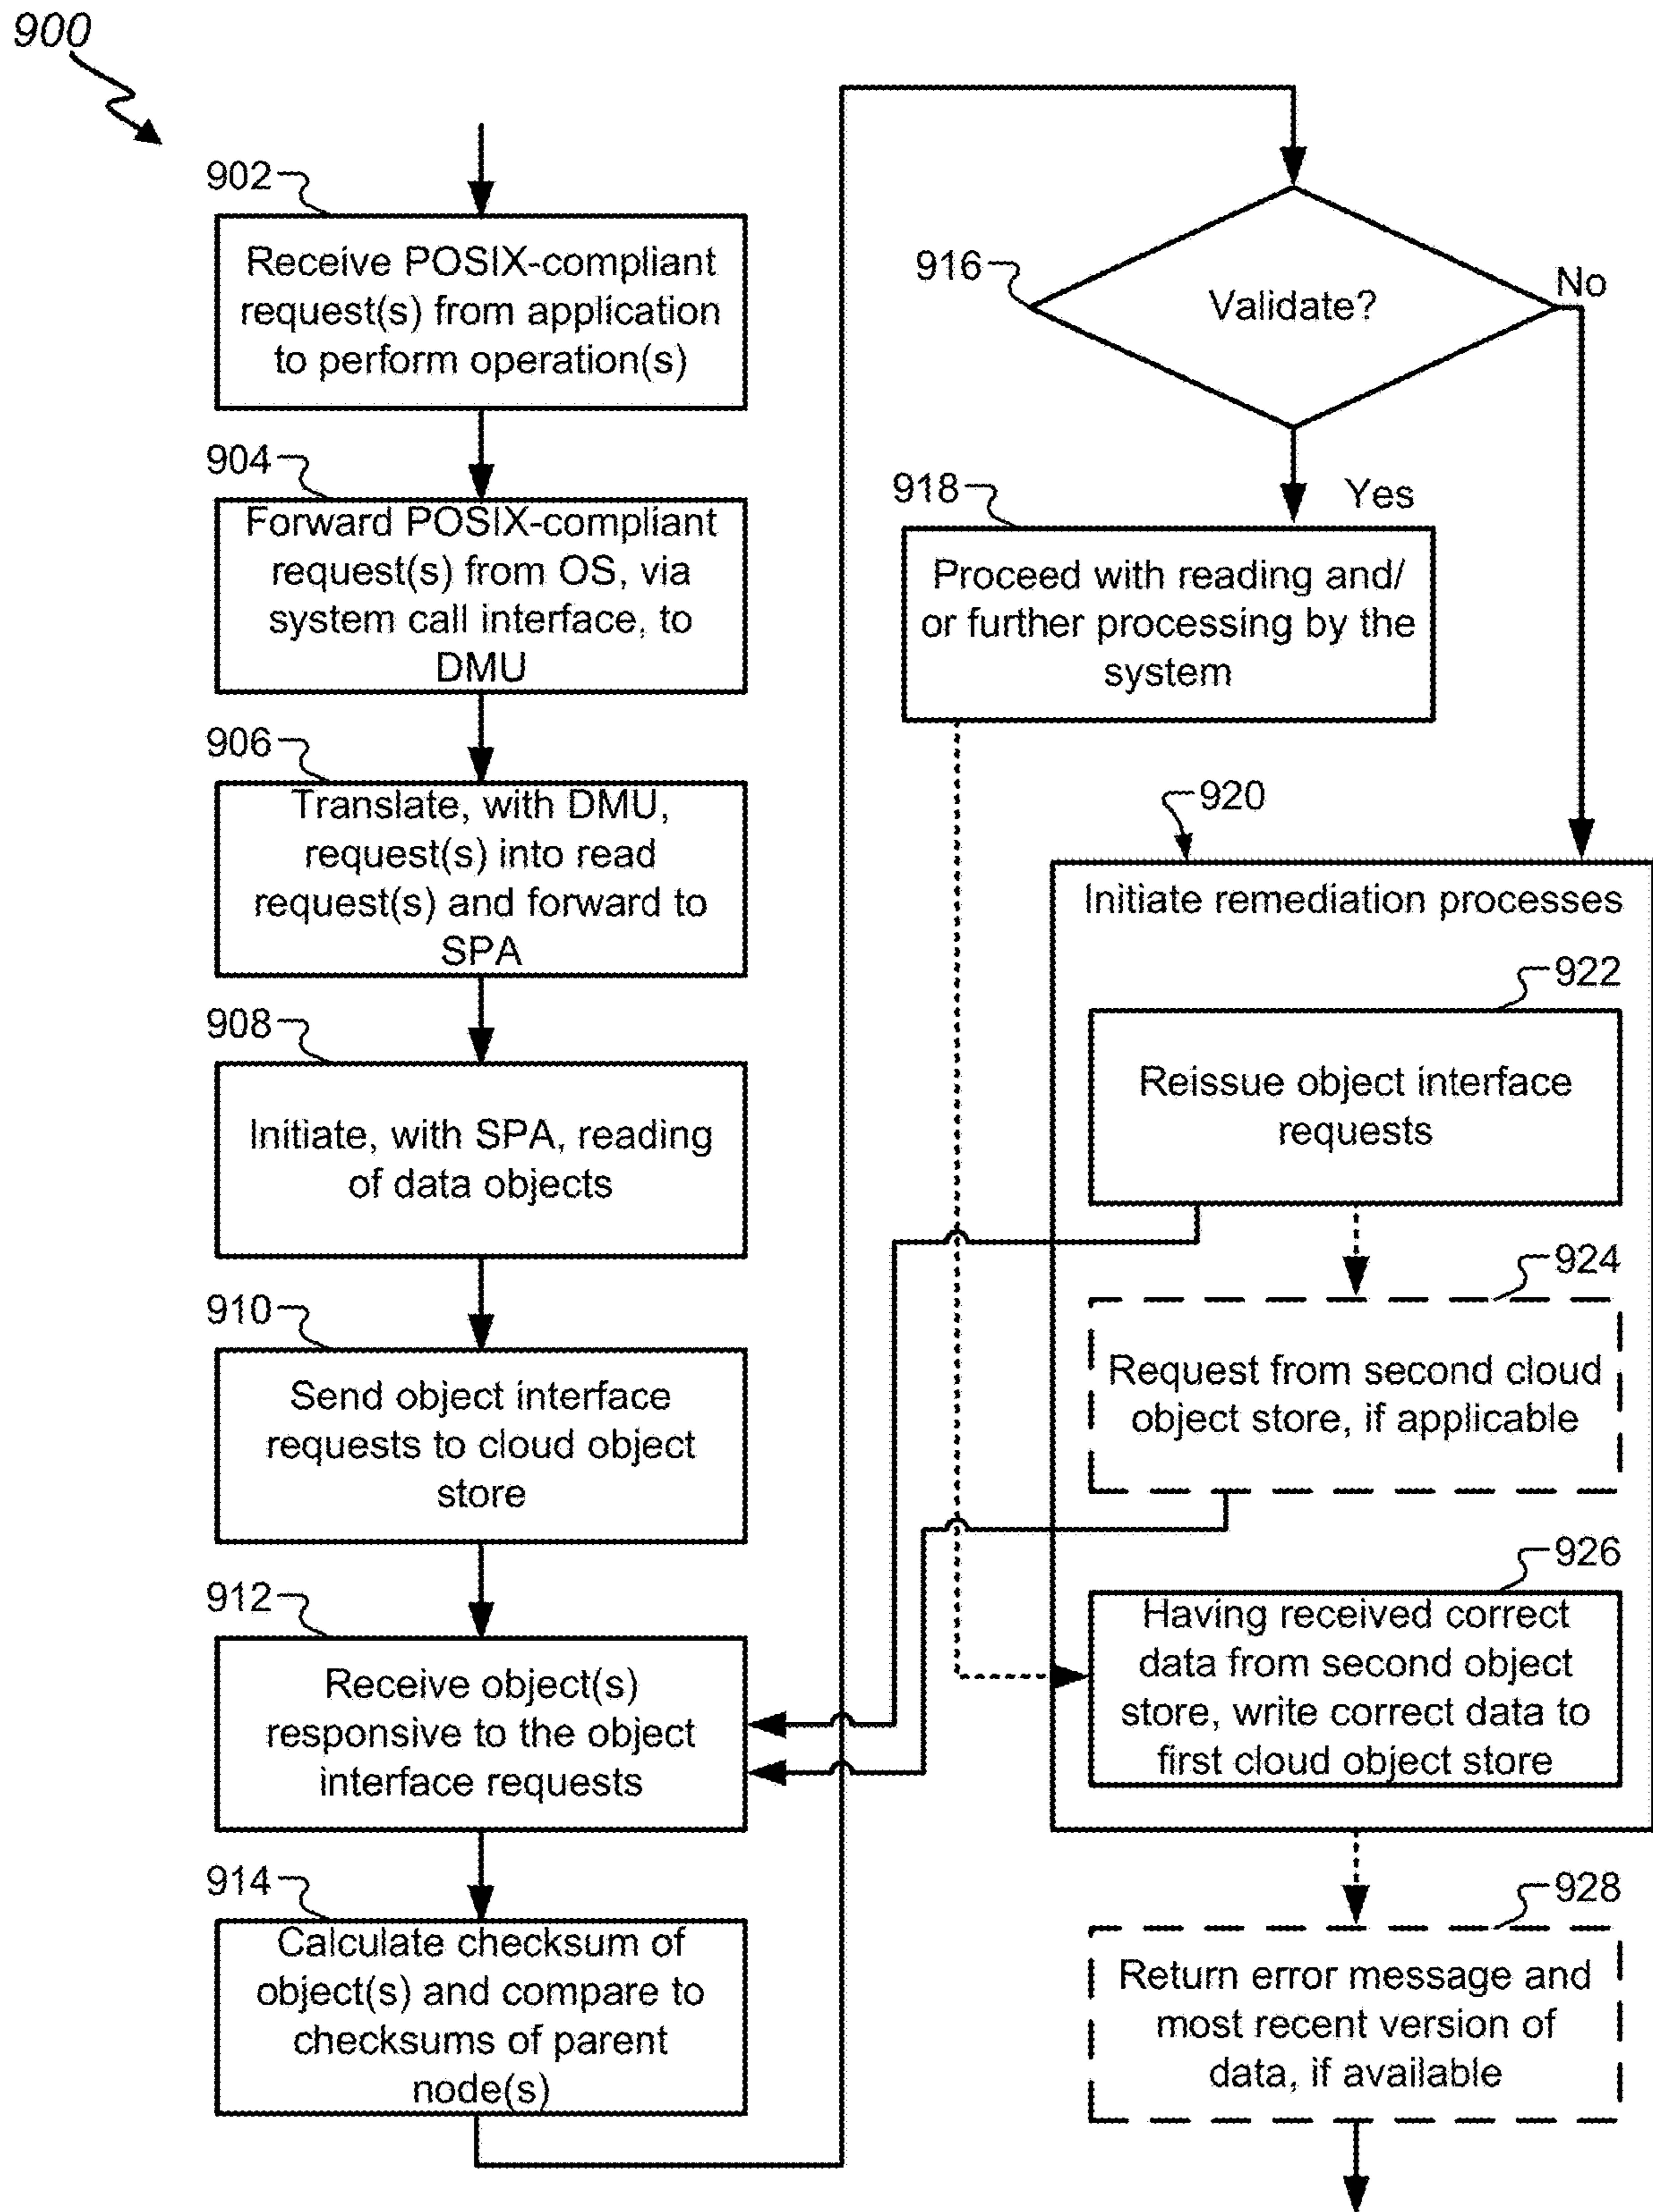 900
902
Receive POSIX-compliant
request(s) from application
to perform operation(s)
904
Forward POSIX-compliant
request(s) from OS, via
system call interface, to
DMU
906
Translate, with DMU,
request(s) into read
request(s) and forward to
SPA
908
Initiate, with SPA, reading
of data objects
910
Send object interface
requests to cloud object
store
912
Receive object(s)
responsive to the object
interface requests
914
Calculate checksum of
object(s) and compare to
checksums of parent
node(s)
916
Validate?
No
Yes
918
Proceed with reading and/
or further processing by the
system
920
Initiate remediation processes
922
Reissue object interface
requests
924
Request from second cloud
object store, if applicable
926
Having received correct
data from second object
store, write correct data to
first cloud object store
928
Return error message and
most recent version of
data, if available